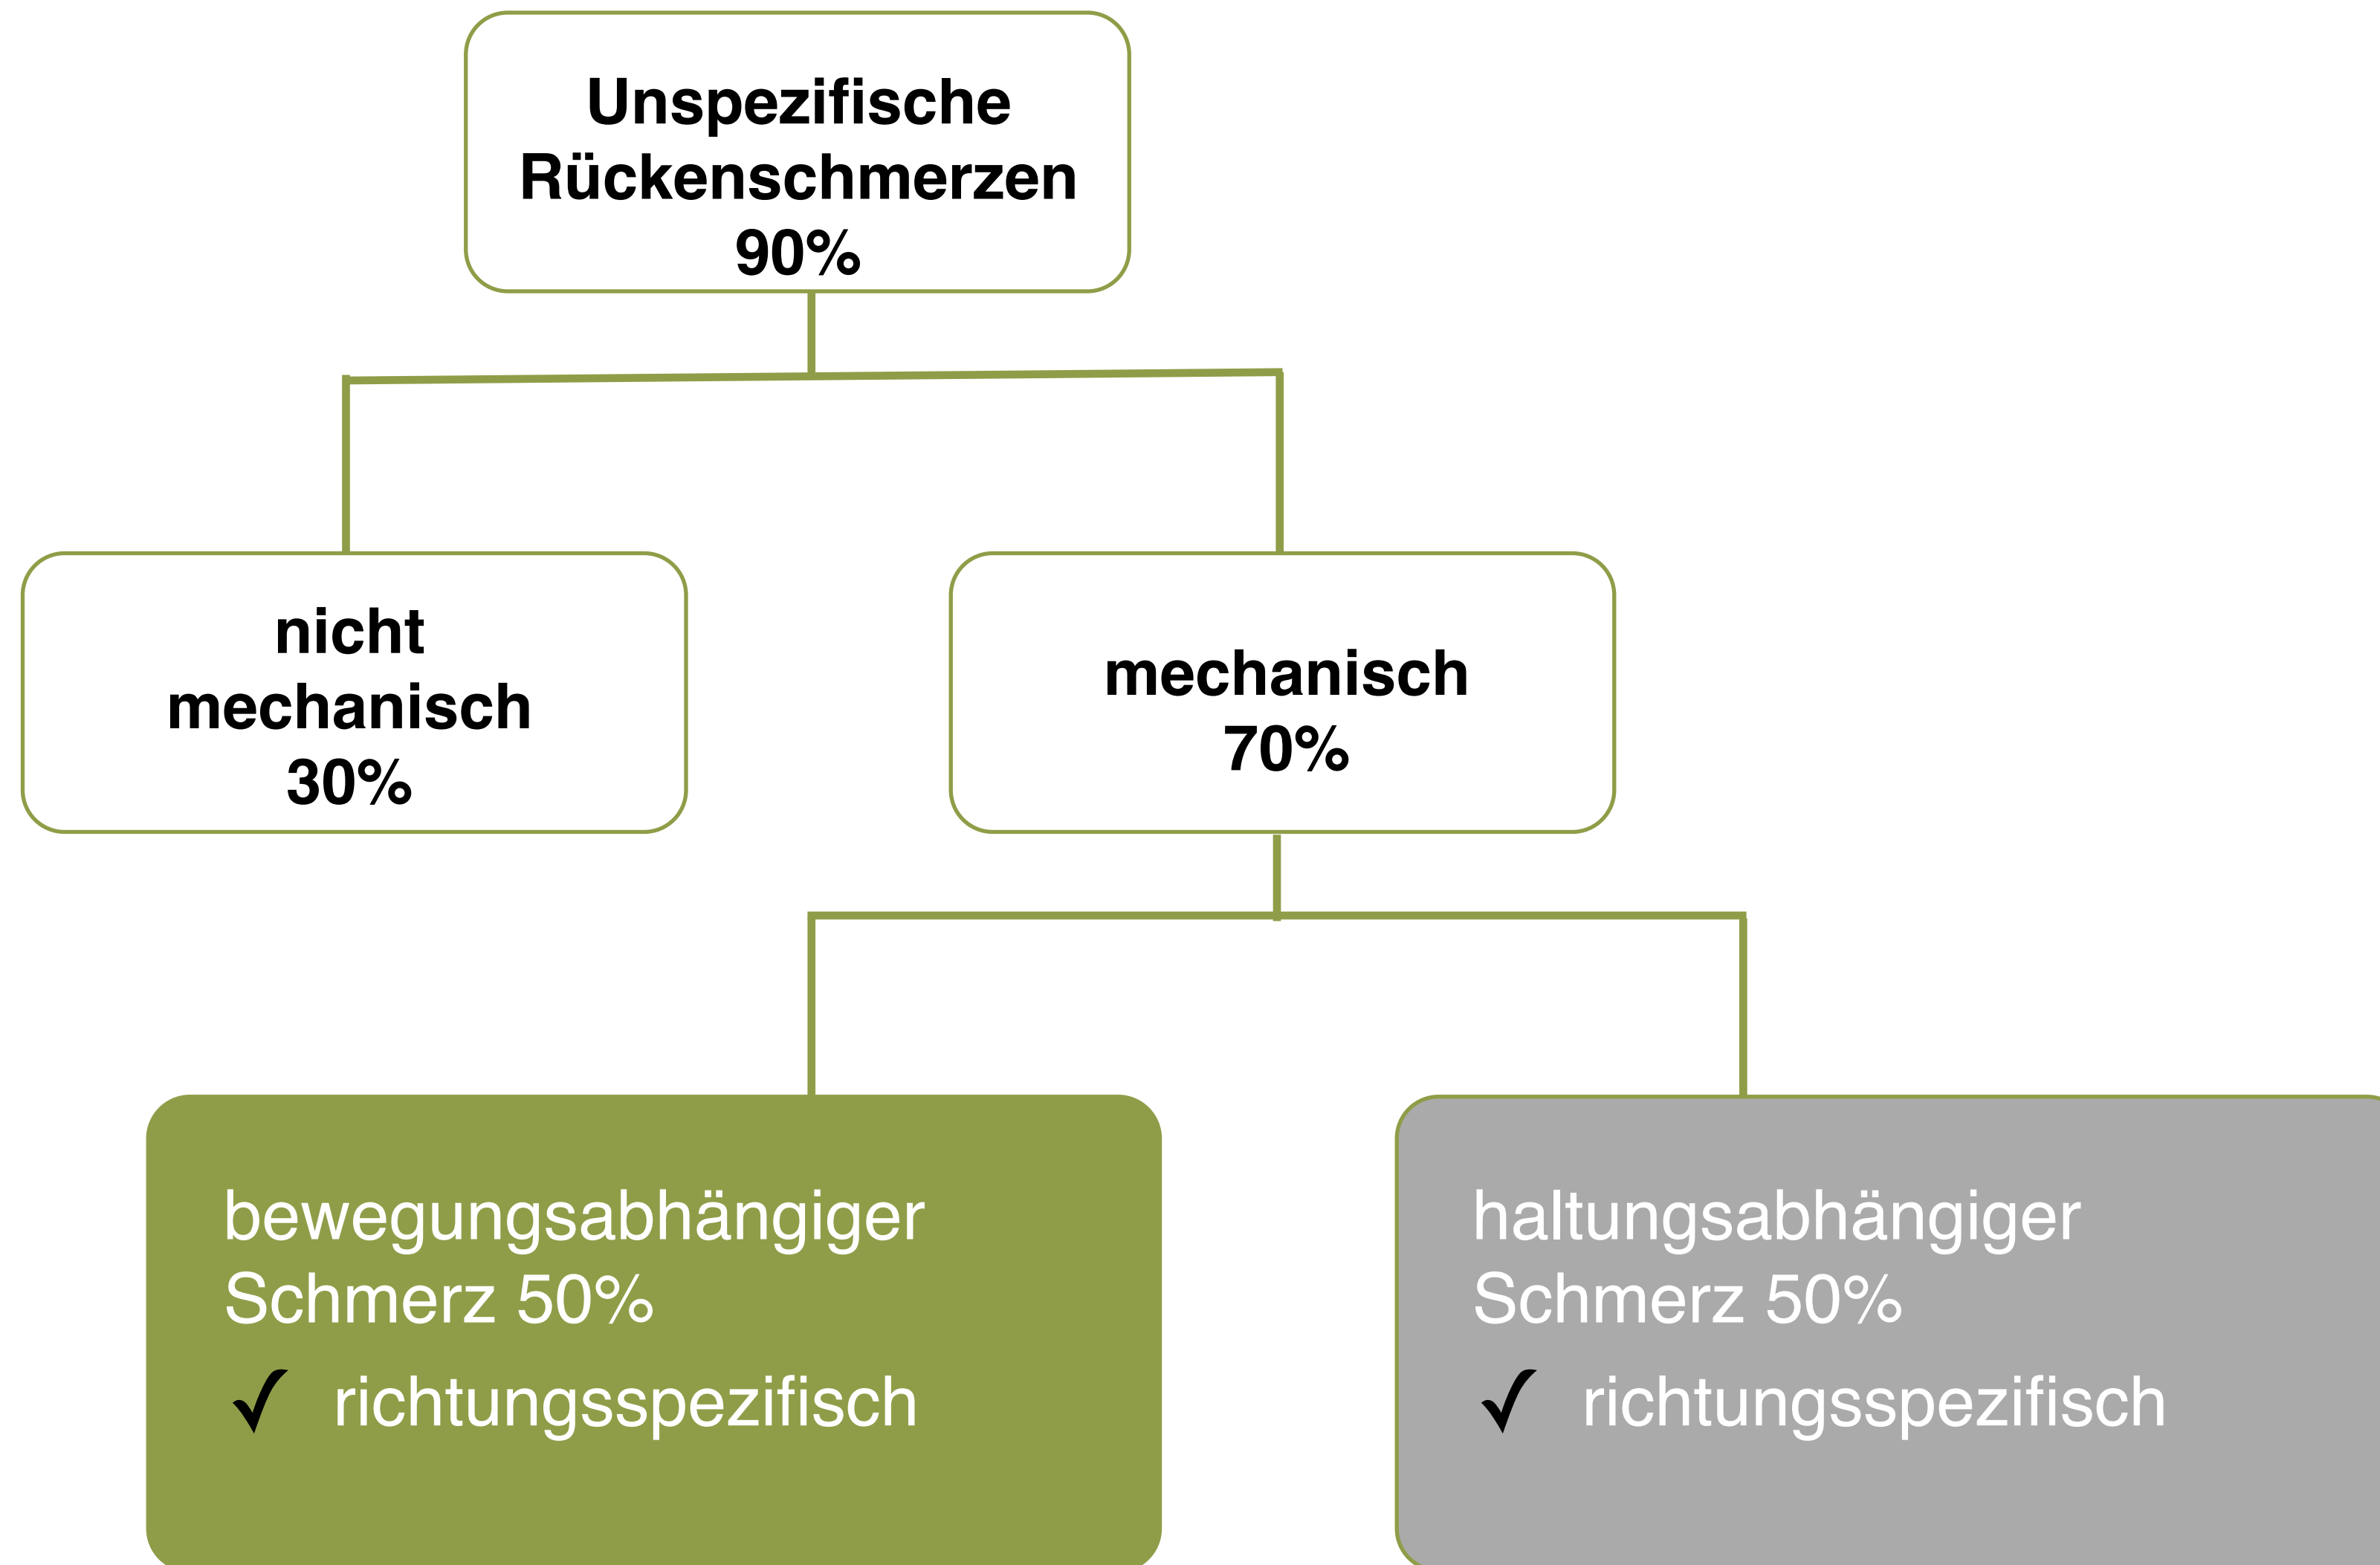 Unspezifische
Rückenschmerzen
90%
nicht
mechanisch
30%
mechanisch
70%
bewegungsabhängiger
Schmerz 50%
✓ richtungsspezifisch
haltungsabhängiger
Schmerz 50%
✓ richtungsspezifisch